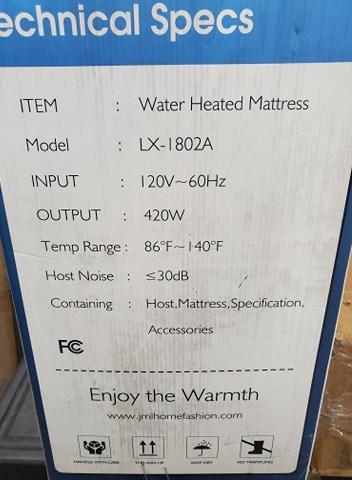 echnical Specs
ITEM : Water Heated Mattress
Model : LX-1802A
INPUT : 120V~60Hz
OUTPUT : 420W
Temp Range : 86°F~140°F
Host Noise : ≤30dB
Containing : Host,Mattress,Specification,
Accessories
FC
Enjoy the Warmth
www.jmlhomefashion.com
HANDLE WITH CARE THIS WAY UP KEEP DRY NO TRAMPLING